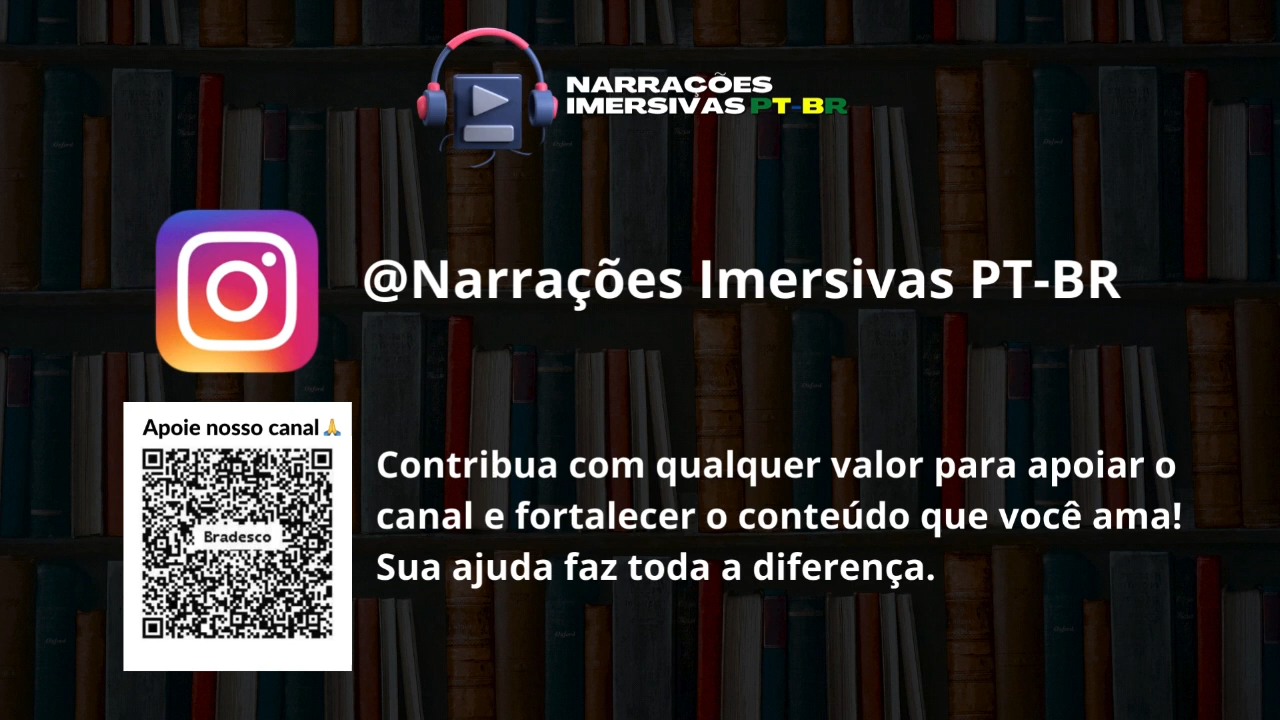 NARRAÇÕES
IMERSIVAS PT-BR
@Narrações Imersivas PT-BR
Apoie nosso canal🙏
Bradesco
Contribua com qualquer valor para apoiar o
canal e fortalecer o conteúdo que você ama!
Sua ajuda faz toda a diferença.